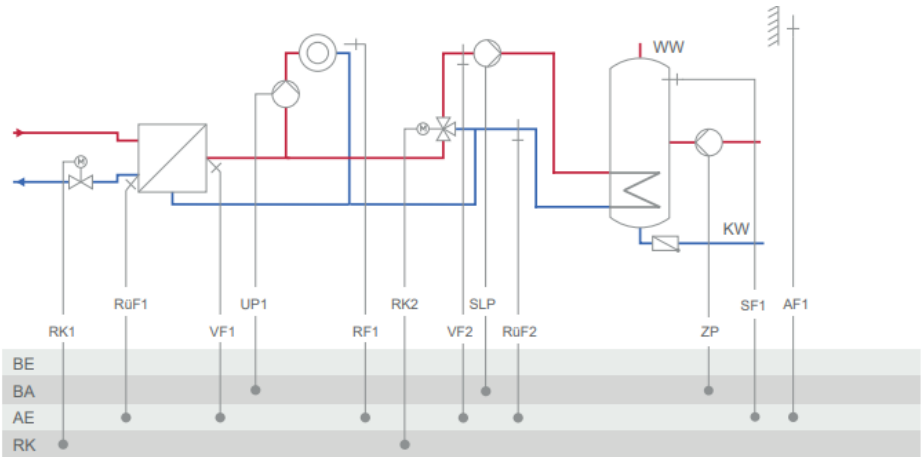 WW
M
M
KW
RüF1 UP1 RK2 SLP SF1 AF1
RK1 VF1 RF1 VF2 RüF2 ZP
BE
BA
AE
RK